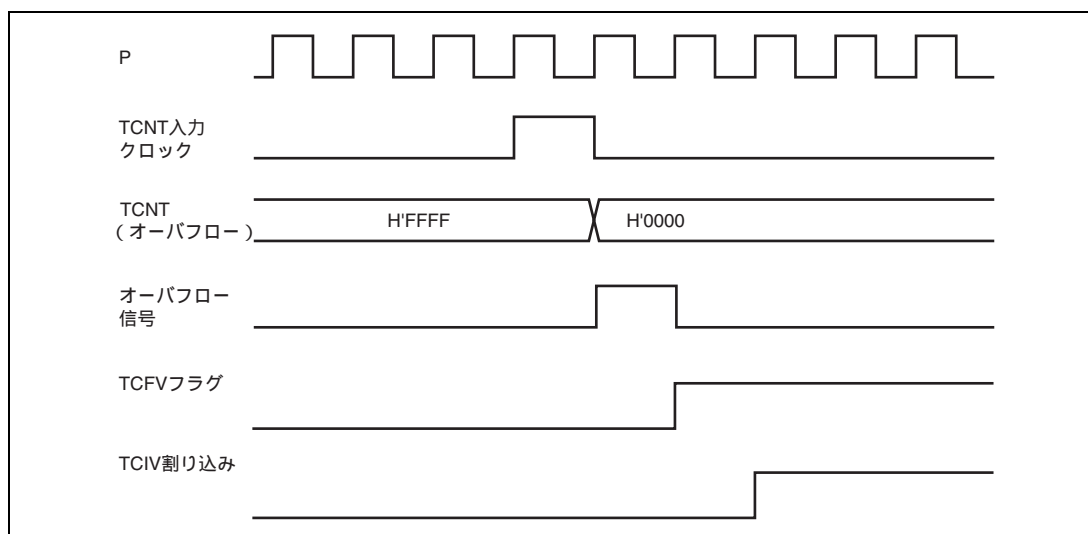 P
TCNT入力
クロック
TCNT
(オーバフロー)
H'FFFF
H'0000
オーバフロー
信号
TCFVフラグ
TCIV割り込み